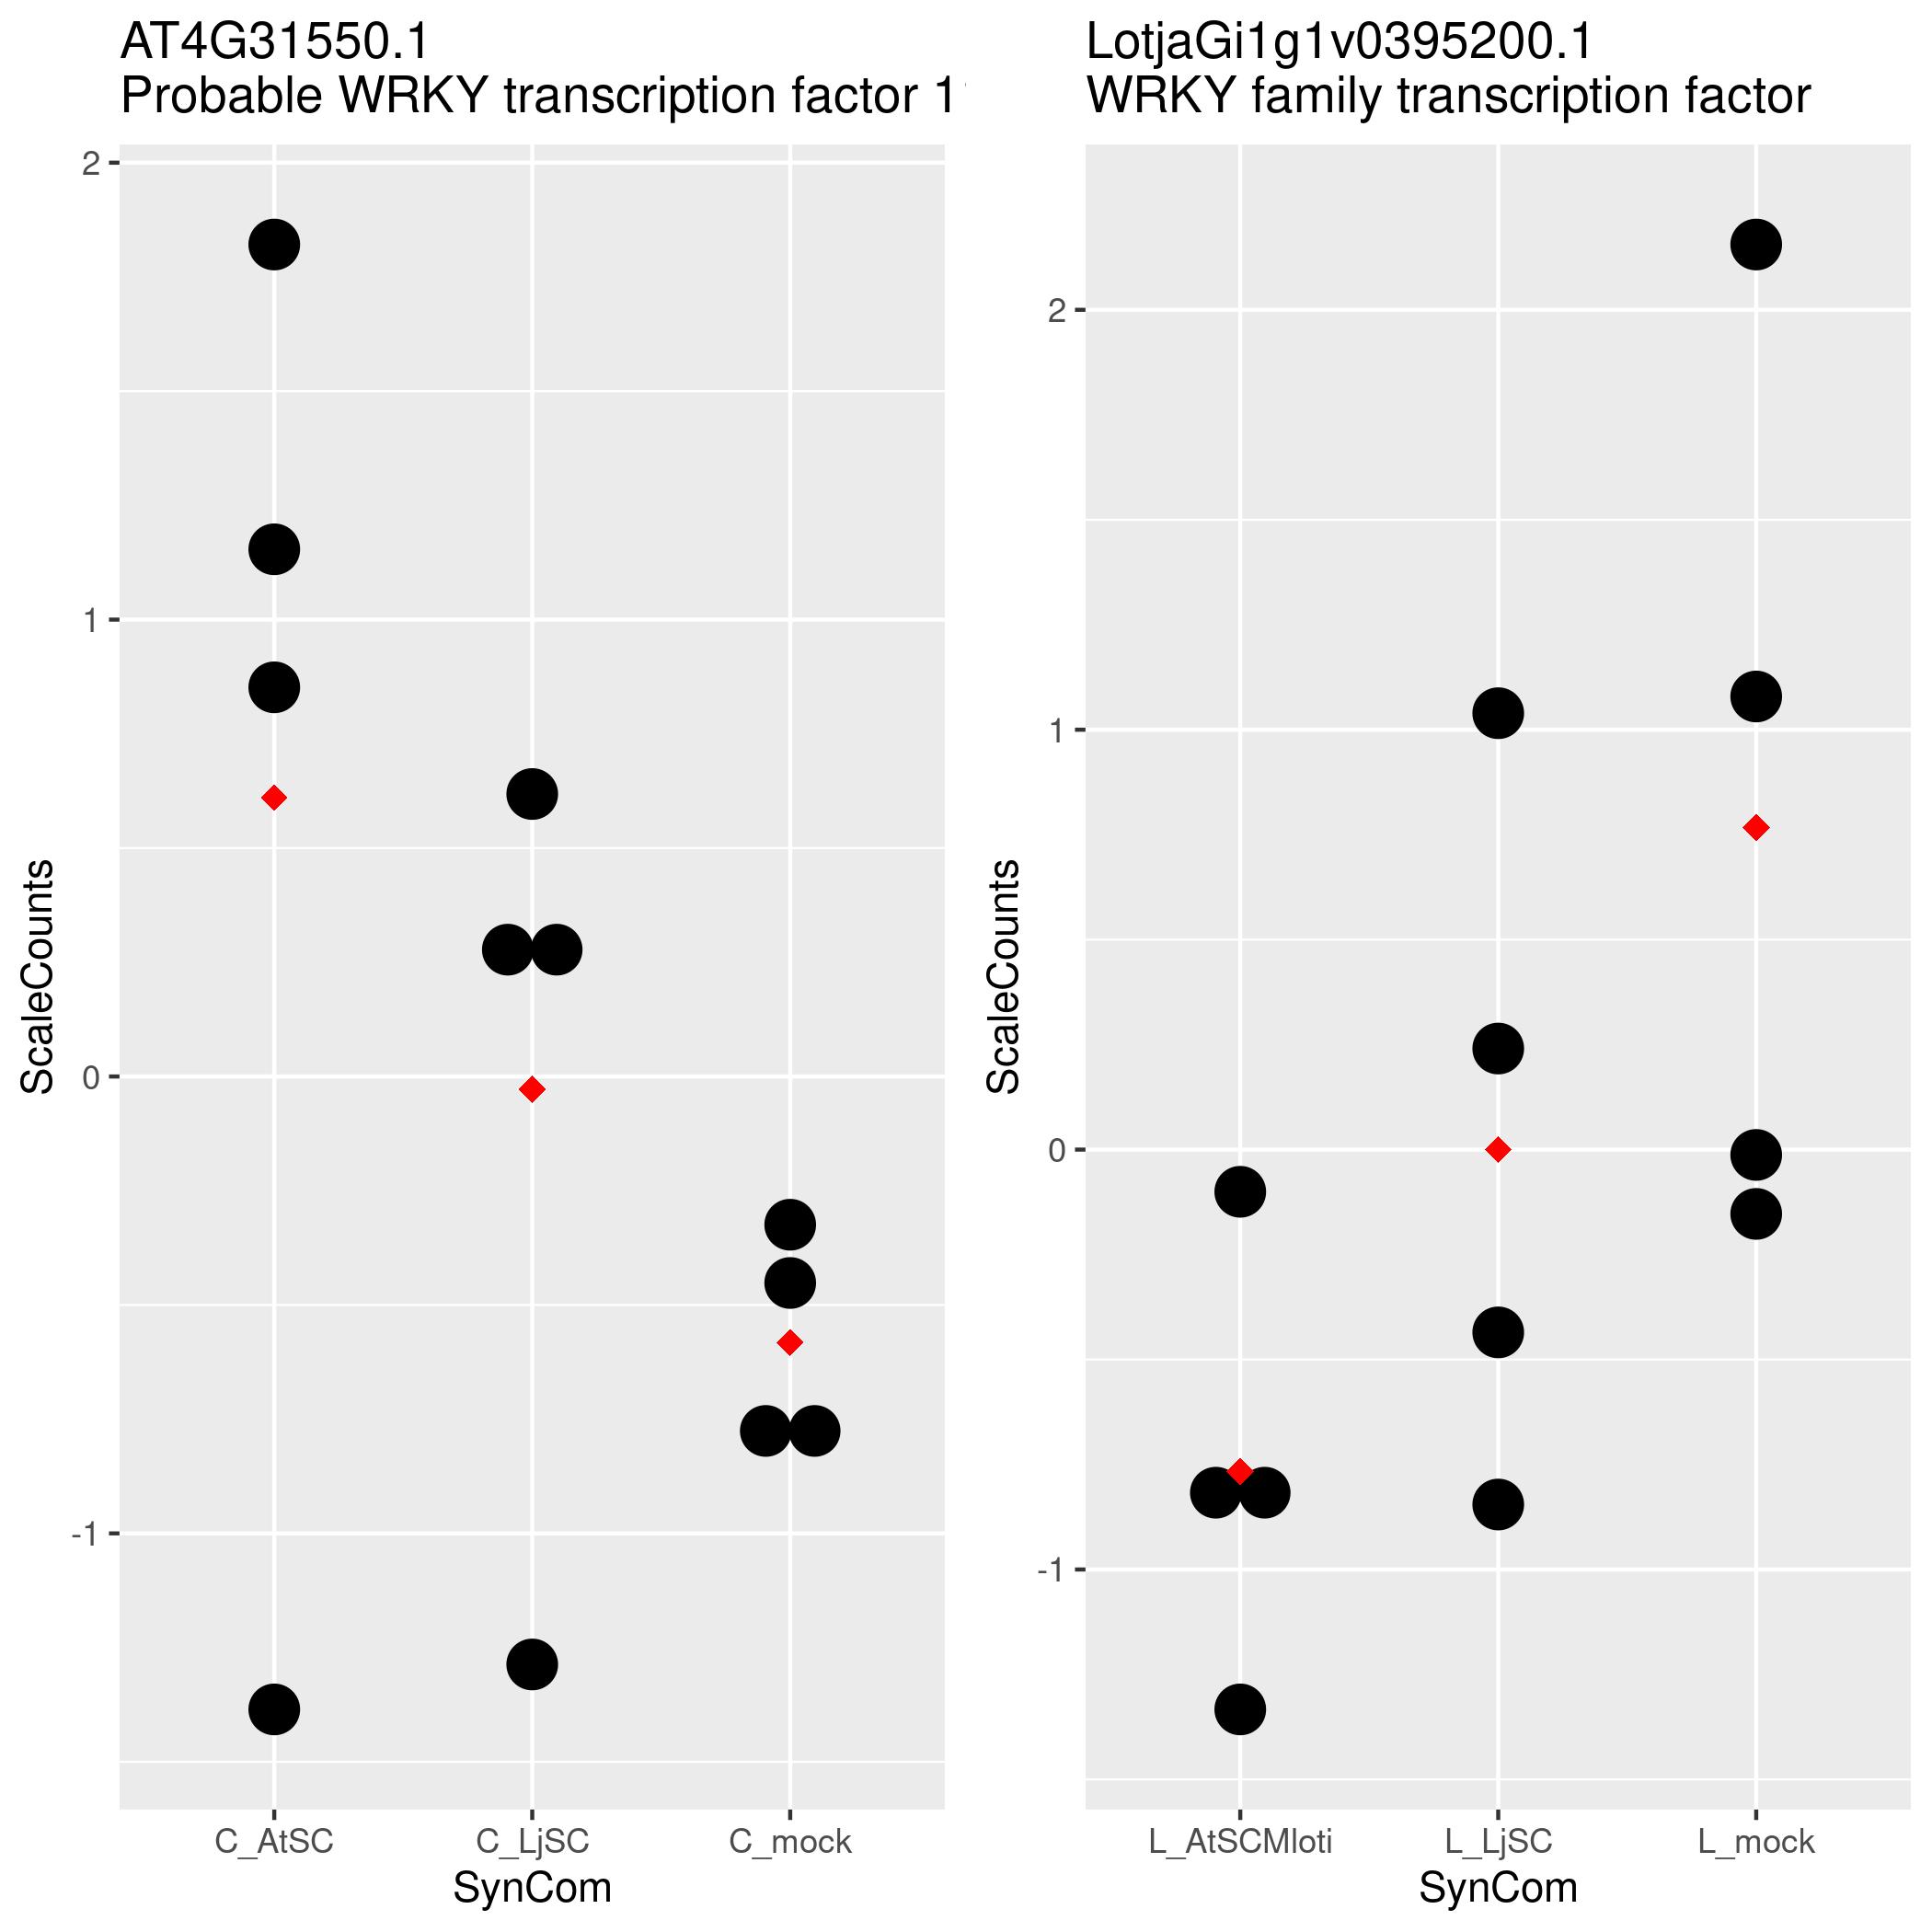 AT4G31550.1
Probable WRKY transcription factor 1
ScaleCounts
2
1
0
-1
C_AtSC
C_LjSC
C_mock
SynCom
LotjaGi1g1v0395200.1
WRKY family transcription factor
ScaleCounts
2
1
0
-1
L_AtSCMloti
L_LjSC
L_mock
SynCom